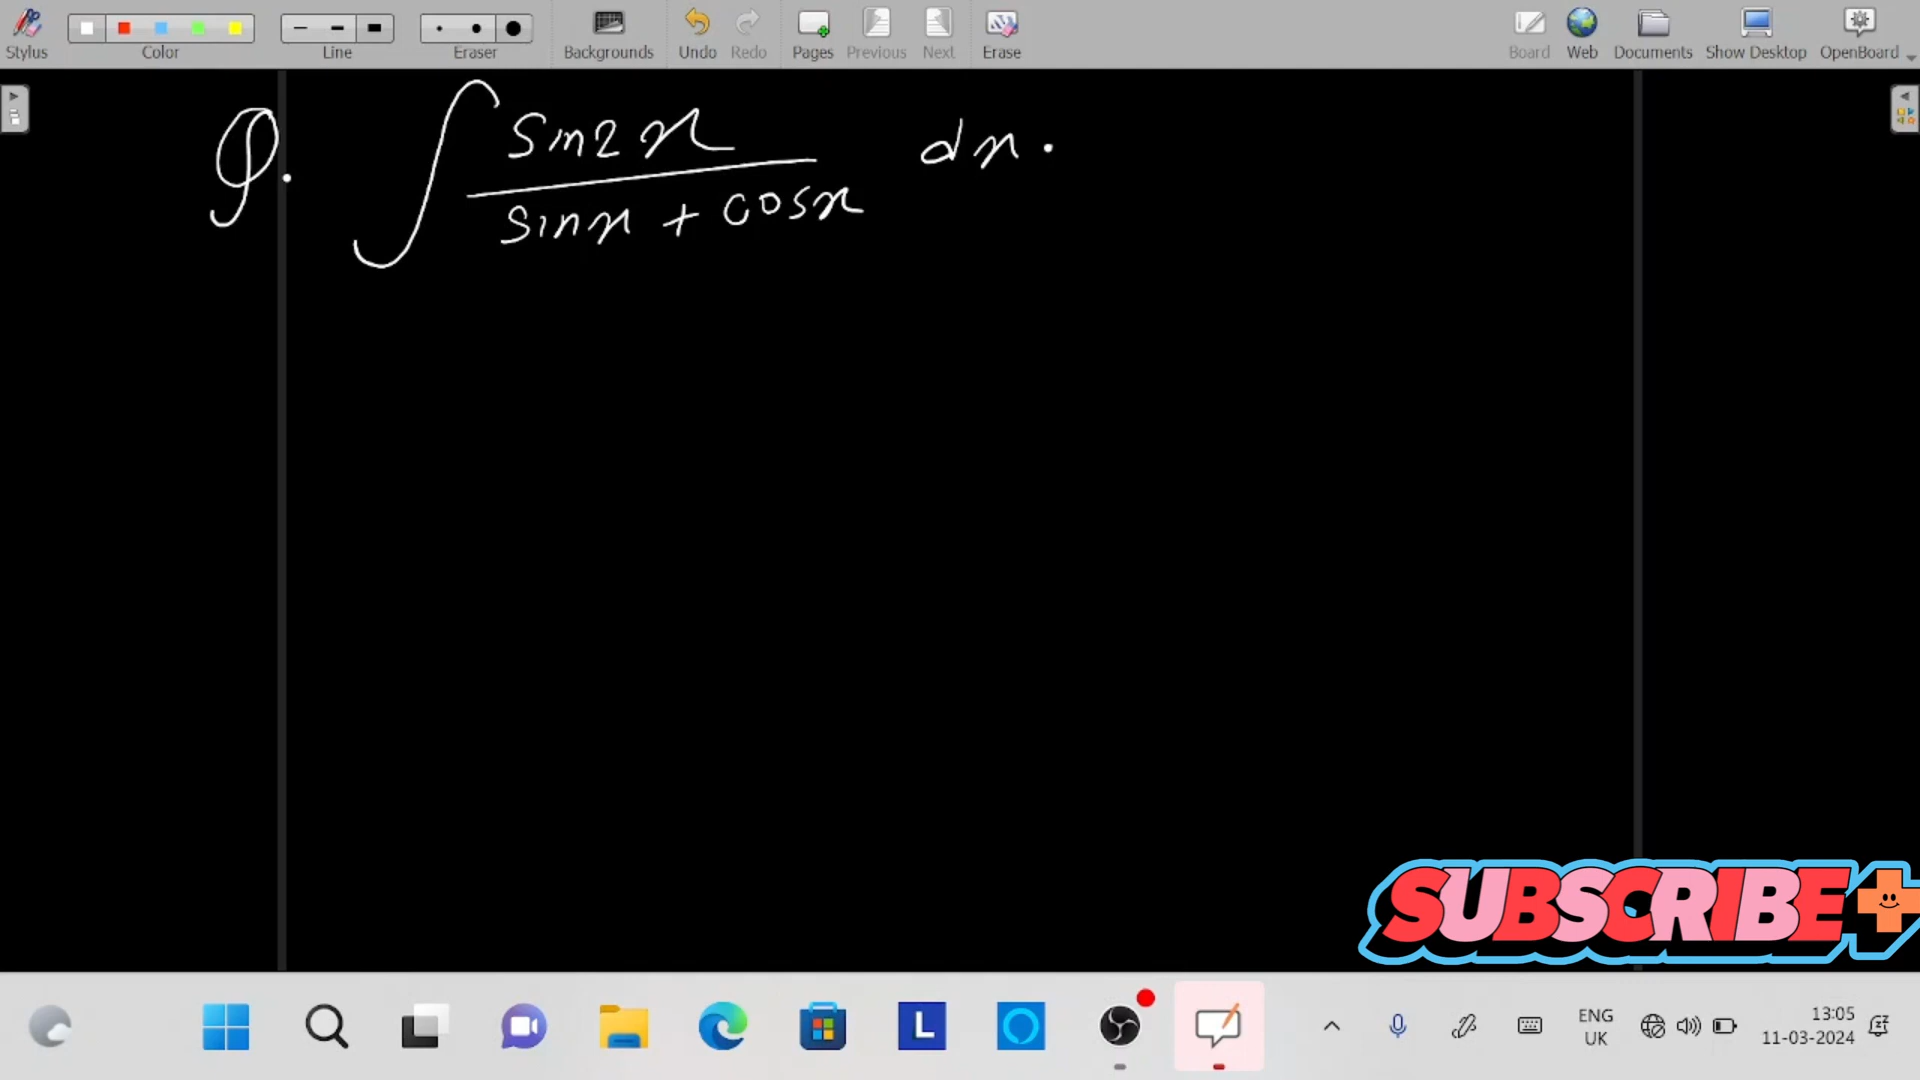 Stylus Color Line Eraser Backgrounds Undo Redo Pages Previous Next Erase Board Web Documents Show Desktop OpenBoard
Q. ∫ Sin2x / sinx + cosx dx.
SUBSCRIBE
L
ENG
UK
13:05
11-03-2024